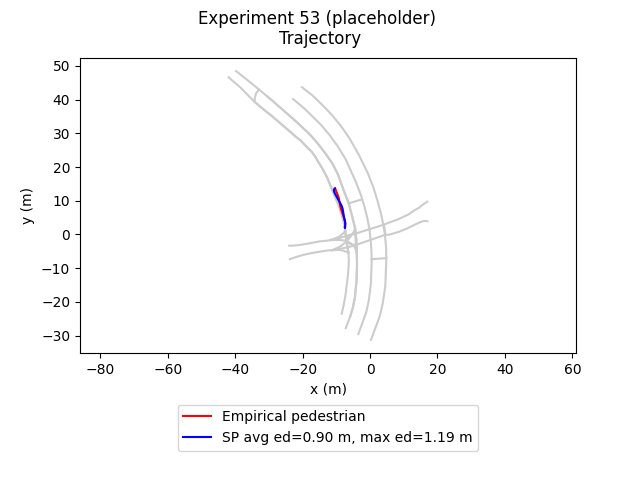 Experiment 53 (placeholder)
Trajectory
50
40
30
20
10
0
−10
−20
−30
y (m)
−80 −60 −40 −20 0 20 40 60
x (m)
Empirical pedestrian
SP avg ed=0.90 m, max ed=1.19 m